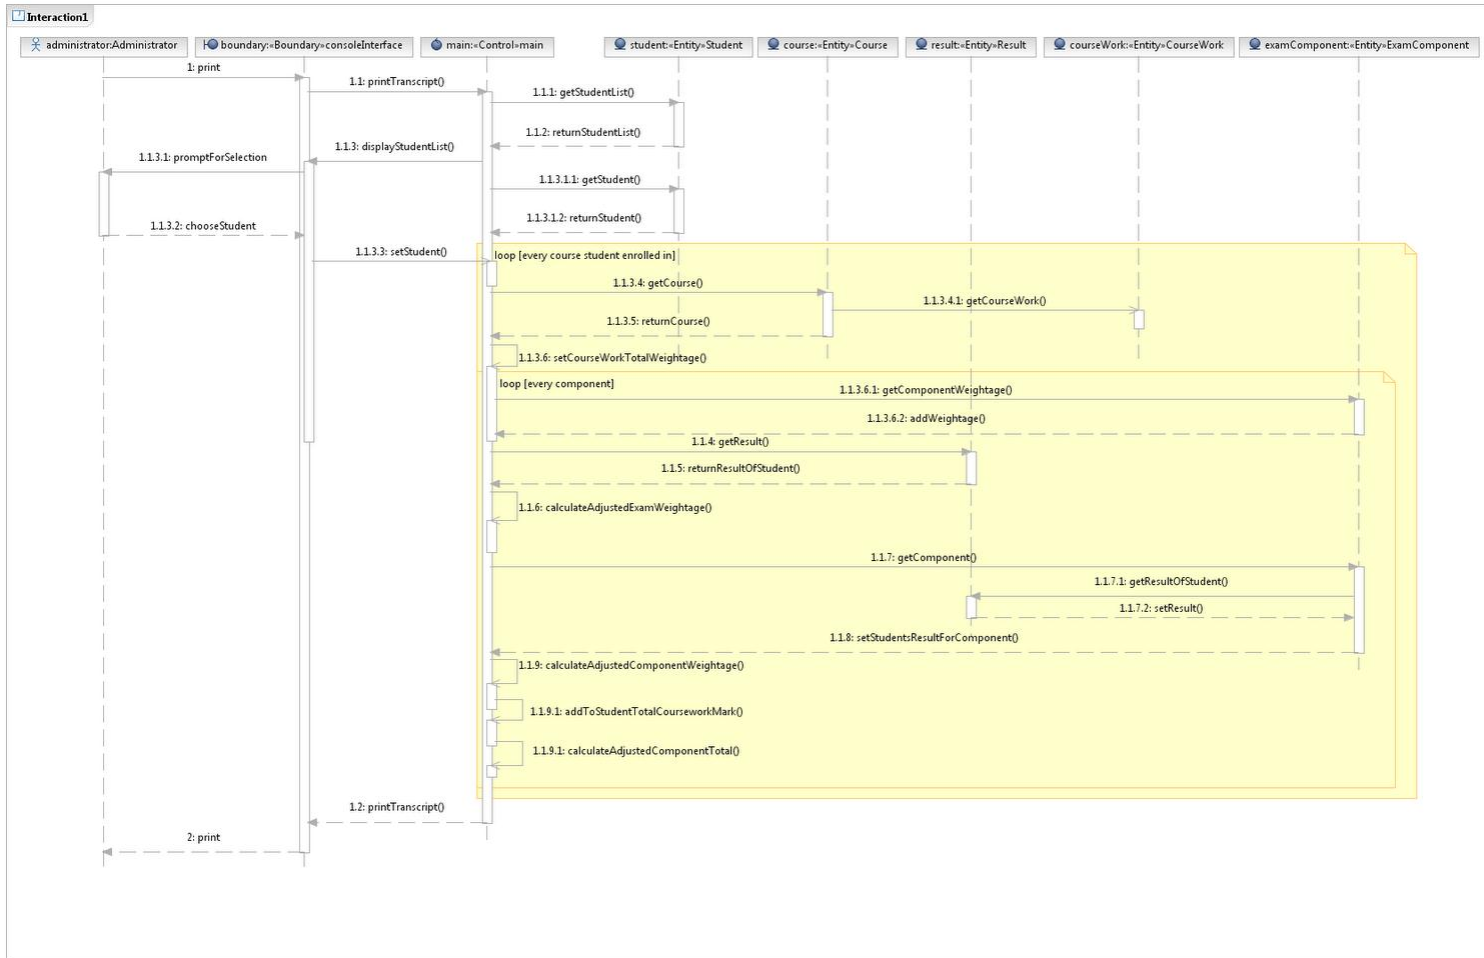 Interaction1
administrator:Administrator
boundary:«Boundary»consoleInterface
main:«Control»main
student:«Entity»Student
course:«Entity»Course
result:«Entity»Result
courseWork:«Entity»CourseWork
examComponent:«Entity»ExamComponent
1: print
1.1: printTranscript()
1.1.1: getStudentList()
1.1.2: returnStudentList()
1.1.3: displayStudentList()
1.1.3.1: promptForSelection
1.1.3.1.1: getStudent()
1.1.3.1.2: returnStudent()
1.1.3.2: chooseStudent
1.1.3.3: setStudent()
loop [every course student enrolled in]
1.1.3.4: getCourse()
1.1.3.4.1: getCourseWork()
1.1.3.5: returnCourse()
1.1.3.6: setCourseWorkTotalWeightage()
loop [every component]
1.1.3.6.1: getComponentWeightage()
1.1.3.6.2: addWeightage()
1.1.4: getResult()
1.1.5: returnResultOfStudent()
1.1.6: calculateAdjustedExamWeightage()
1.1.7: getComponent()
1.1.7.1: getResultOfStudent()
1.1.7.2: setResult()
1.1.8: setStudentsResultForComponent()
1.1.9: calculateAdjustedComponentWeightage()
1.1.9.1: addToStudentTotalCourseworkMark()
1.1.9.1: calculateAdjustedComponentTotal()
1.2: printTranscript()
2: print